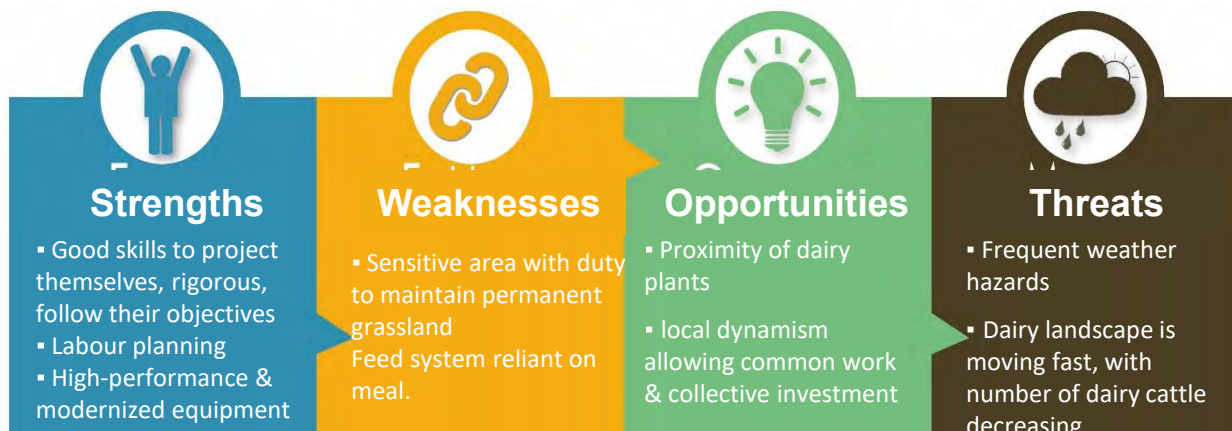 Strengths
▪ Good skills to project
themselves, rigorous,
follow their objectives
▪ Labour planning
▪ High-performance &
modernized equipment
Weaknesses
▪ Sensitive area with duty
to maintain permanent
grassland
Feed system reliant on
meal.
Opportunities
▪ Proximity of dairy
plants
▪ local dynamism
allowing common work
& collective investment
Threats
▪ Frequent weather
hazards
▪ Dairy landscape is
moving fast, with
number of dairy cattle
decreasing